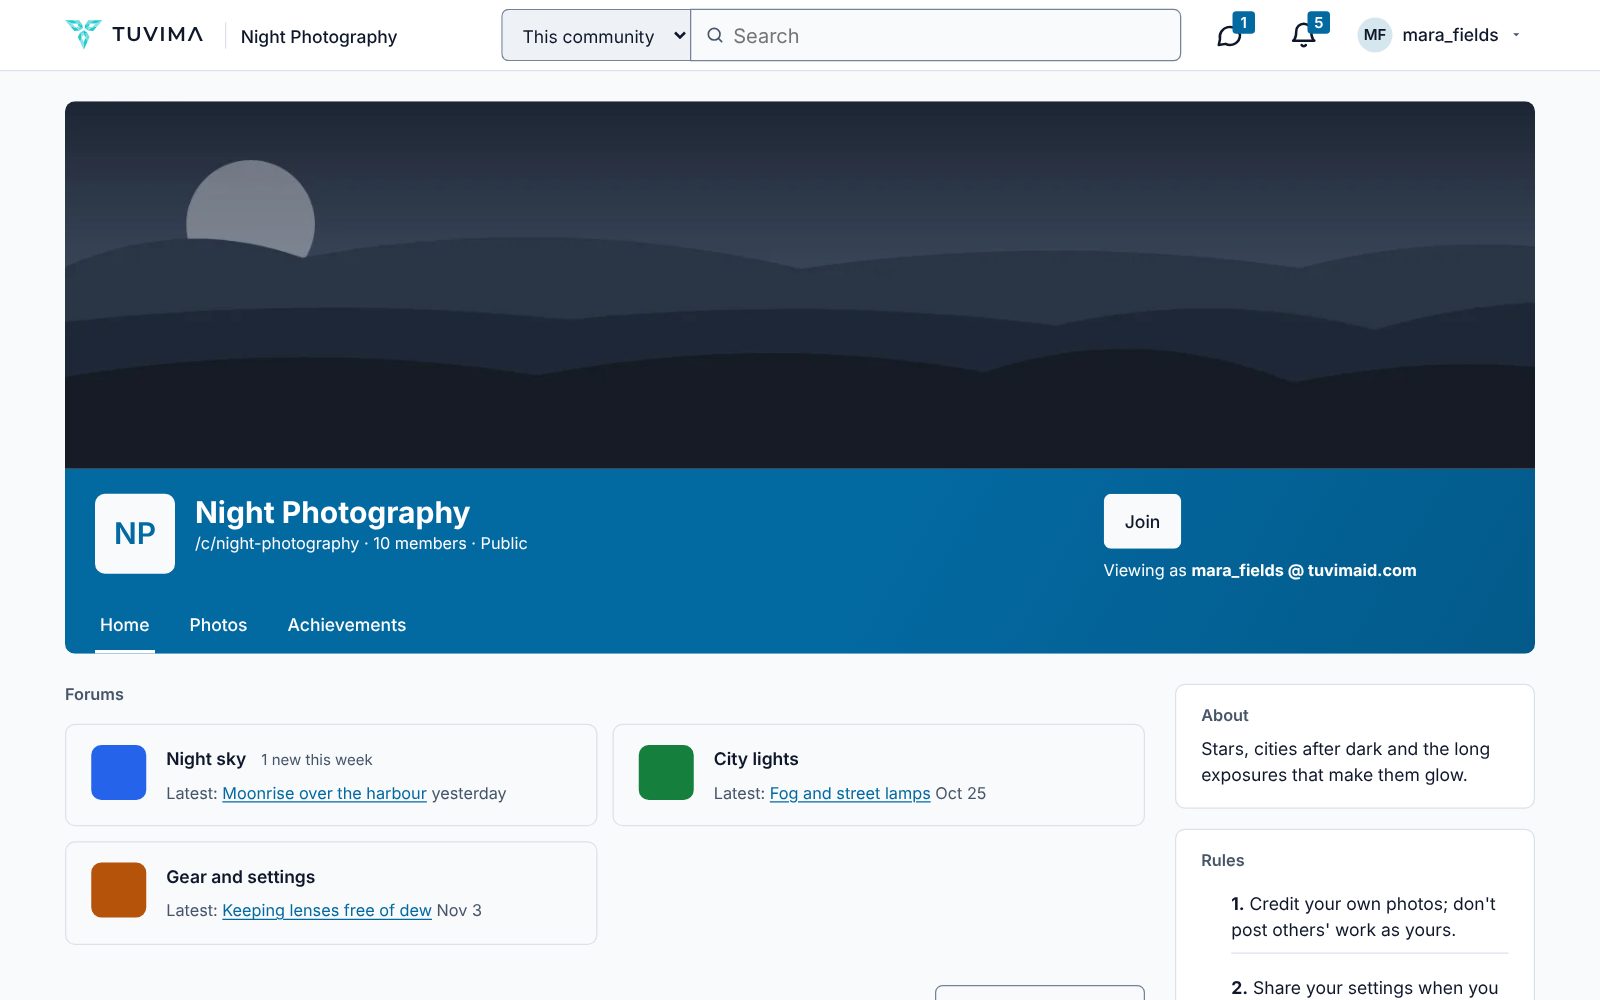 TUVIMA
Night Photography
This community
Search
1
5
MF
mara_fields
NP
Night Photography
/c/night-photography · 10 members · Public
Join
Viewing as mara_fields @ tuvimaid.com
Home
Photos
Achievements
Forums
Night sky 1 new this week
Latest: Moonrise over the harbour yesterday
City lights
Latest: Fog and street lamps Oct 25
Gear and settings
Latest: Keeping lenses free of dew Nov 3
About
Stars, cities after dark and the long
exposures that make them glow.
Rules
1. Credit your own photos; don't
post others' work as yours.
2. Share your settings when you